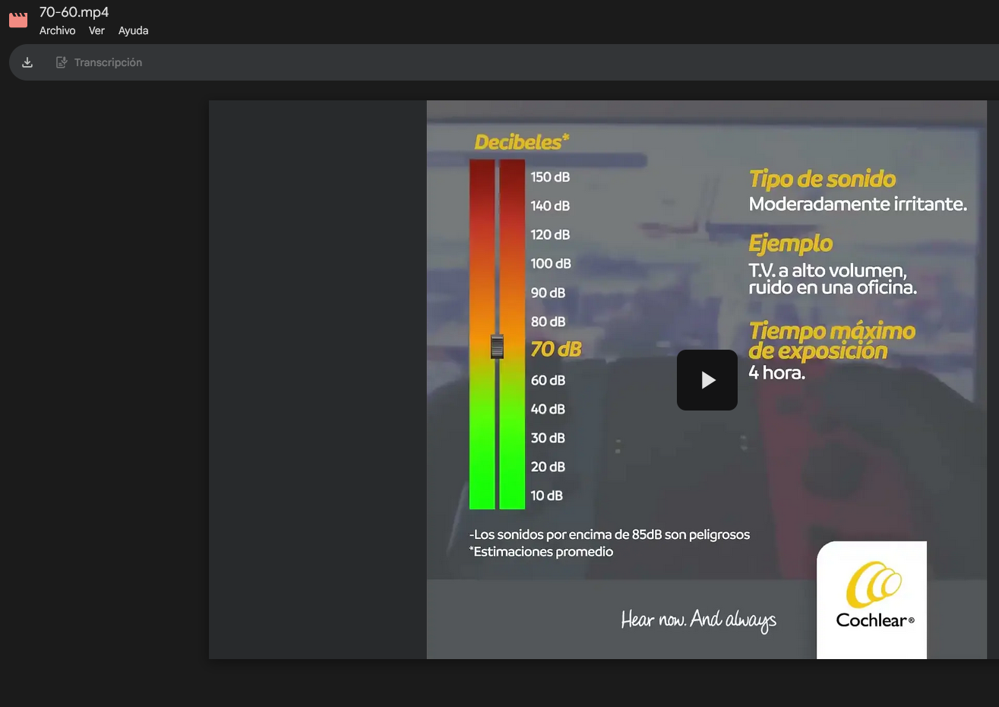 70-60.mp4
Archivo Ver Ayuda
Transcripción
Decibeles*
150 dB
140 dB
120 dB
100 dB
90 dB
80 dB
70 dB
60 dB
40 dB
30 dB
20 dB
10 dB
Tipo de sonido
Moderadamente irritante.
Ejemplo
T.V. a alto volumen,
ruido en una oficina.
Tiempo máximo
de exposición
4 hora.
-Los sonidos por encima de 85dB son peligrosos
*Estimaciones promedio
Hear now. And always
Cochlear®